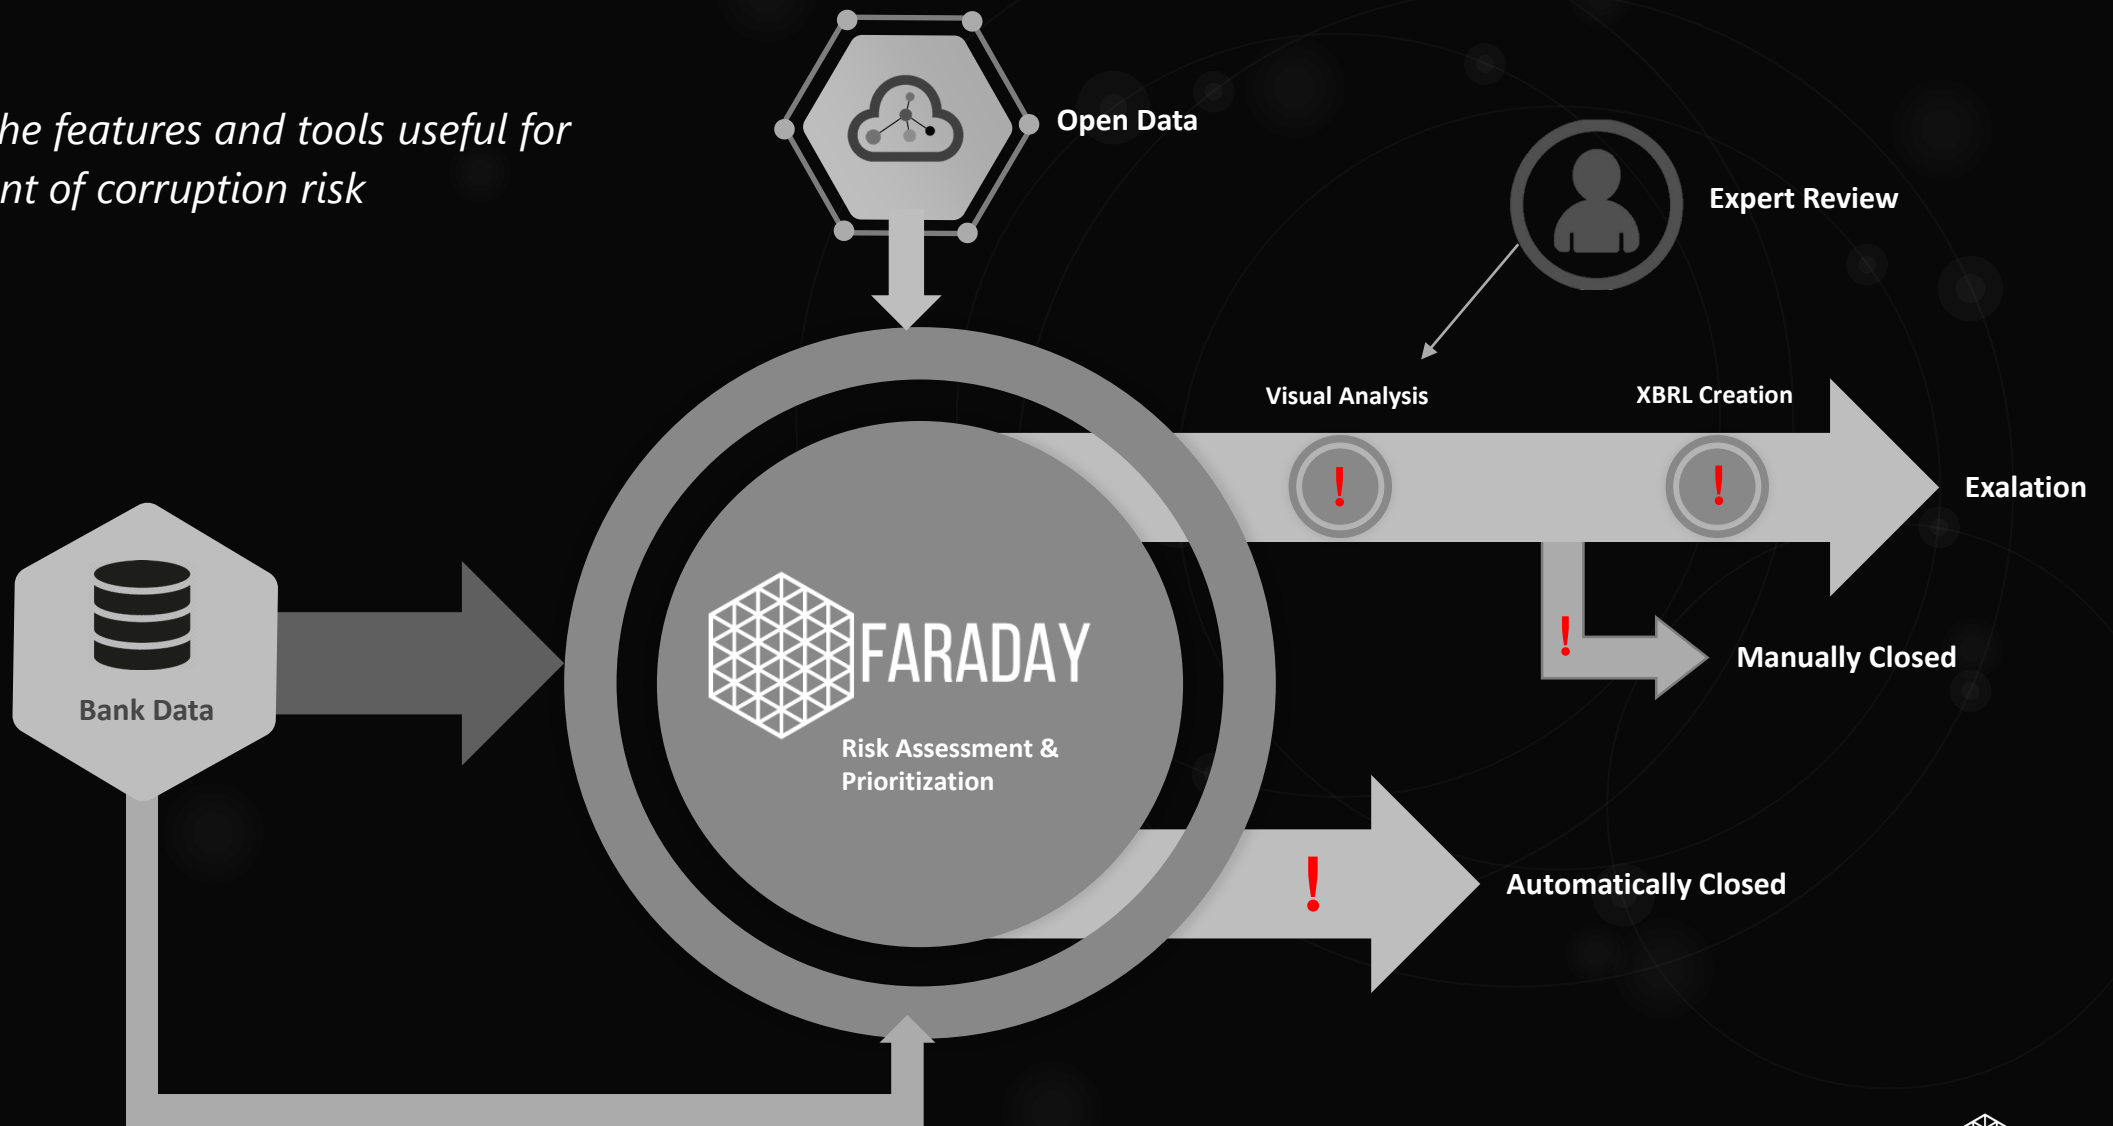 he features and tools useful for
nt of corruption risk
Open Data
Expert Review
Visual Analysis
XBRL Creation
!
!
Exalation
Bank Data
FARADAY
Risk Assessment &
Prioritization
!
Manually Closed
!
Automatically Closed